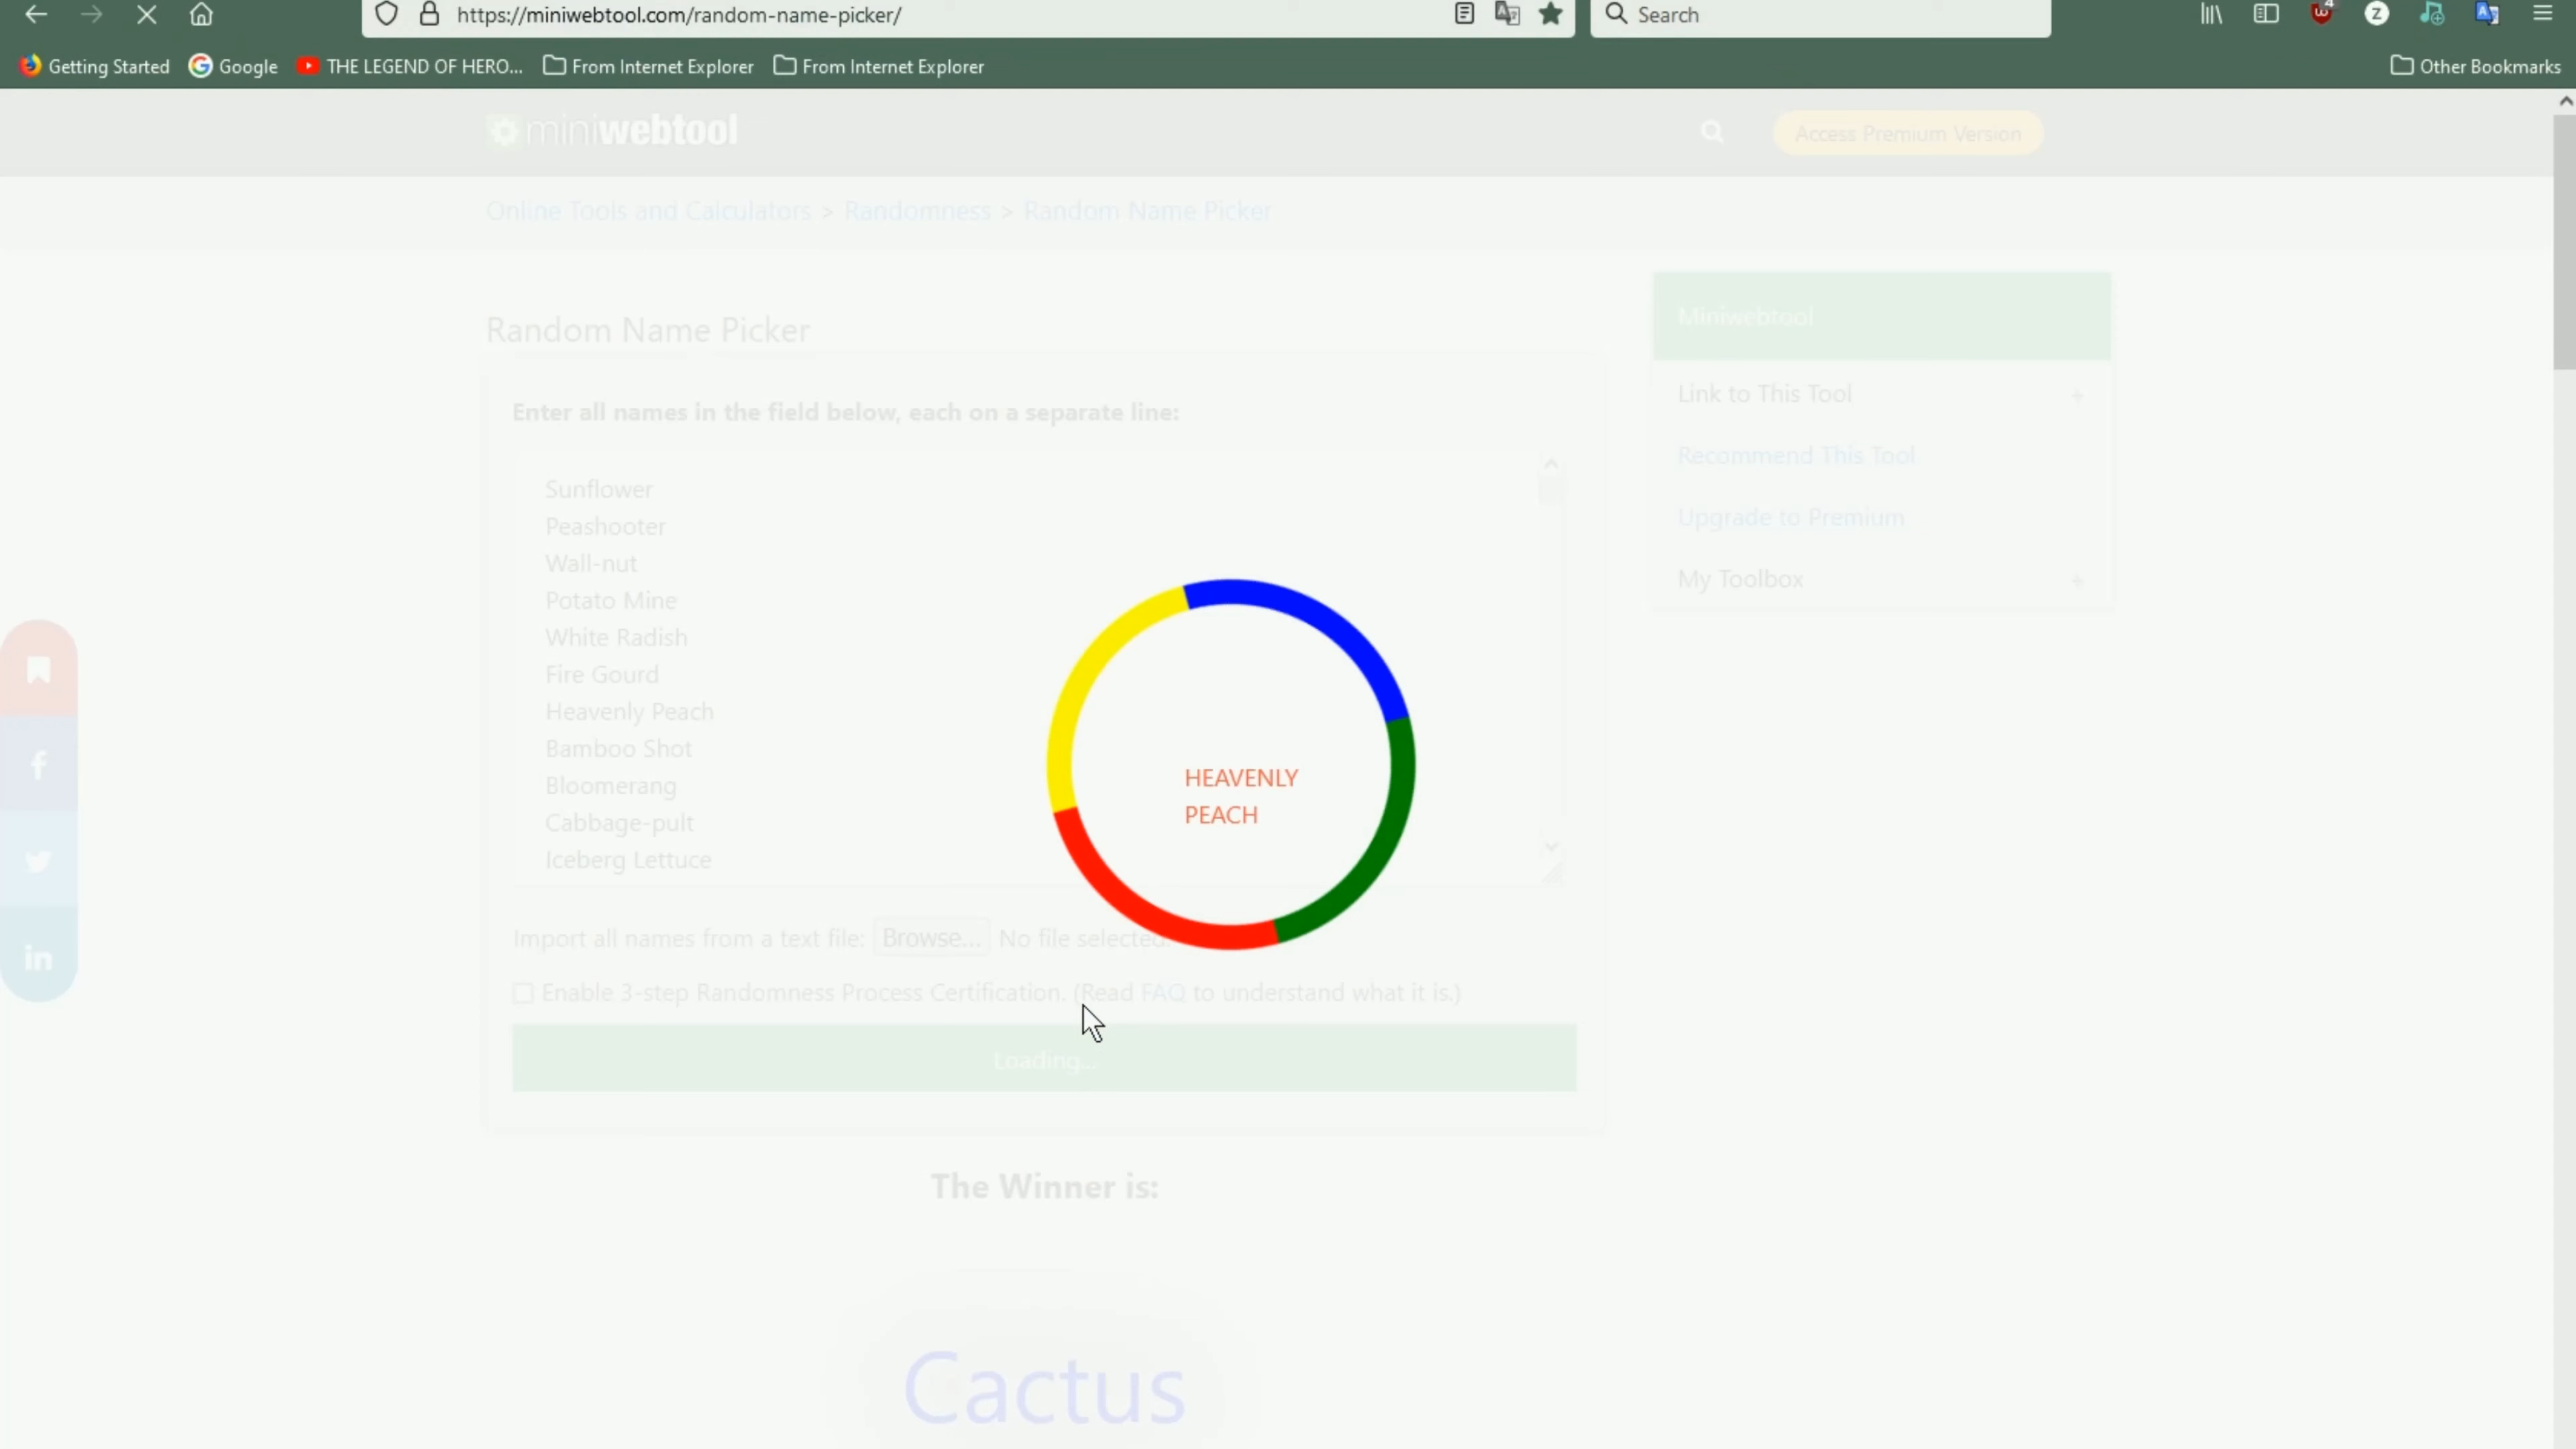 https://miniwebtool.com/random-name-picker/
Search
4
Z
Getting Started
Google
THE LEGEND OF HERO...
From Internet Explorer
From Internet Explorer
Other Bookmarks
miniwebtool
Access Premium Version
Online Tools and Calculators > Randomness > Random Name Picker
Random Name Picker
Miniwebtool
Link to This Tool +
Recommend This Tool
Upgrade to Premium
My Toolbox +
Enter all names in the field below, each on a separate line:
Sunflower
Peashooter
Wall-nut
Potato Mine
White Radish
Fire Gourd
Heavenly Peach
Bamboo Shot
Bloomerang
Cabbage-pult
Iceberg Lettuce
HEAVENLY
PEACH
Import all names from a text file: Browse... No file selected.
Enable 3-step Randomness Process Certification. (Read FAQ to understand what it is.)
Loading...
The Winner is:
Cactus